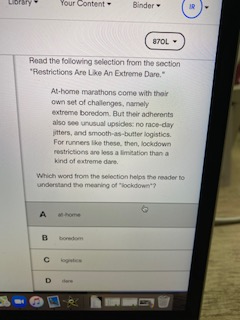 Library
Your Content
Binder
IR
870L
Read the following selection from the section
"Restrictions Are Like An Extreme Dare."
At-home marathons come with their
own set of challenges, namely
extreme boredom. But their adherents
also see unusual upsides: no race-day
jitters, and smooth-as-butter logistics.
For runners like these, then, lockdown
restrictions are less a limitation than a
kind of extreme dare.
Which word from the selection helps the reader to
understand the meaning of "lockdown"?
A at-home
B boredom
C logistics
D dare